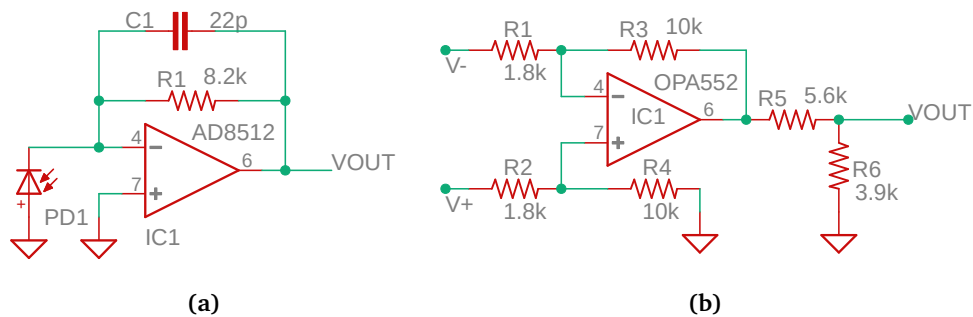 C1 22p
R1 8.2k
AD8512
4
−
6
VOUT
7
+
+
PD1
IC1
(a)
R1
1.8k
V-
R3 10k
OPA552
4
−
IC1
6
7
+
R5 5.6k
VOUT
R2
1.8k
V+
R4
10k
R6
3.9k
(b)